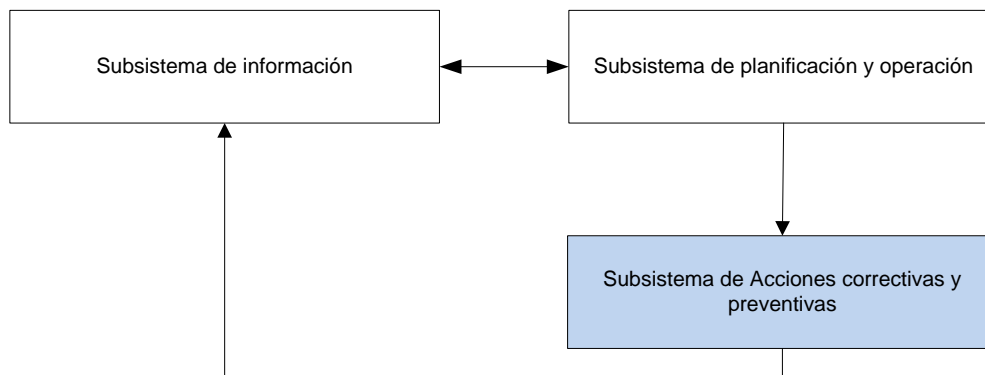 Subsistema de información
Subsistema de planificación y operación
Subsistema de Acciones correctivas y
preventivas